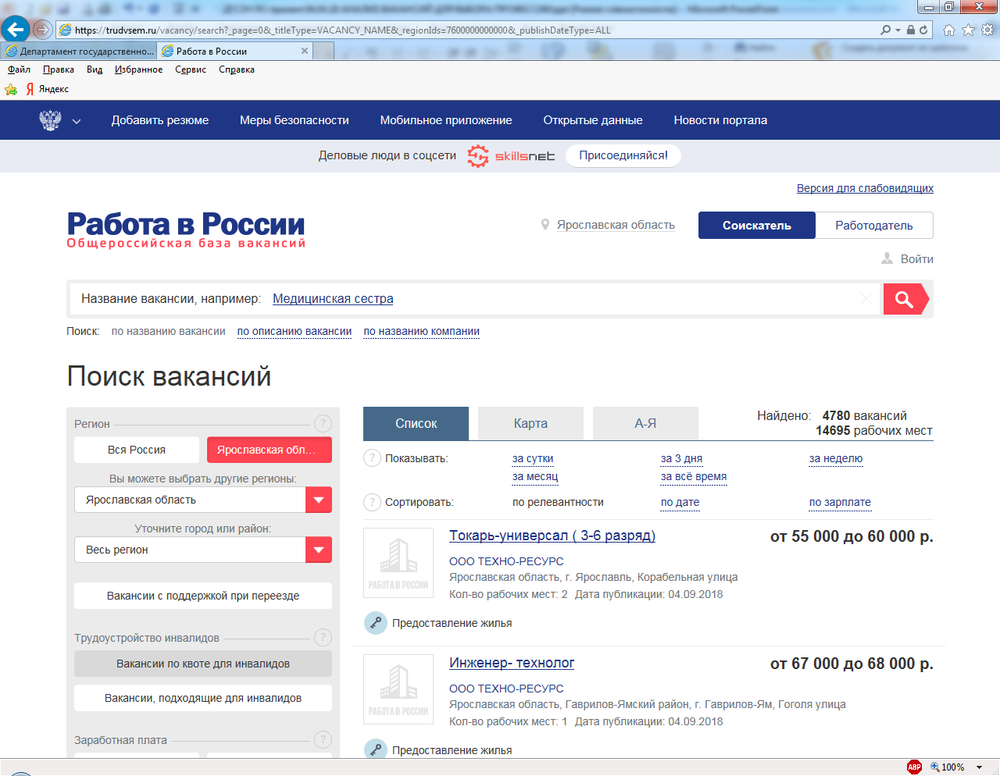 https://trudvsem.ru/vacancy/search?_page=0&_titleType=VACANCY_NAME&_regionIds=7600000000000&_publishDateType=ALL
Департамент государственно...
Работа в России
Файл Правка Вид Избранное Сервис Справка
Яндекс
Добавить резюме Меры безопасности Мобильное приложение Открытые данные Новости портала
Деловые люди в соцсети skillsnet Присоединяйся!
Версия для слабовидящих
Работа в России
Общероссийская база вакансий
Ярославская область
Соискатель Работодатель
Войти
Название вакансии, например: Медицинская сестра
Поиск: по названию вакансии по описанию вакансии по названию компании
Поиск вакансий
Регион ?
Вся Россия Ярославская обл...
Вы можете выбрать другие регионы:
Ярославская область
Уточните город или район:
Весь регион
Вакансии с поддержкой при переезде
Трудоустройство инвалидов ?
Вакансии по квоте для инвалидов
Вакансии, подходящие для инвалидов
Заработная плата ?
Список Карта А-Я
Найдено: 4780 вакансий
14695 рабочих мест
? Показывать: за сутки за 3 дня за неделю
за месяц за всё время
? Сортировать: по релевантности по дате по зарплате
РАБОТА В РОССИИ
Токарь-универсал ( 3-6 разряд) от 55 000 до 60 000 р.
ООО ТЕХНО-РЕСУРС
Ярославская область, г. Ярославль, Корабельная улица
Кол-во рабочих мест: 2 Дата публикации: 04.09.2018
Предоставление жилья
РАБОТА В РОССИИ
Инженер- технолог от 67 000 до 68 000 р.
ООО ТЕХНО-РЕСУРС
Ярославская область, Гаврилов-Ямский район, г. Гаврилов-Ям, Гоголя улица
Кол-во рабочих мест: 1 Дата публикации: 04.09.2018
Предоставление жилья
ABP 100%